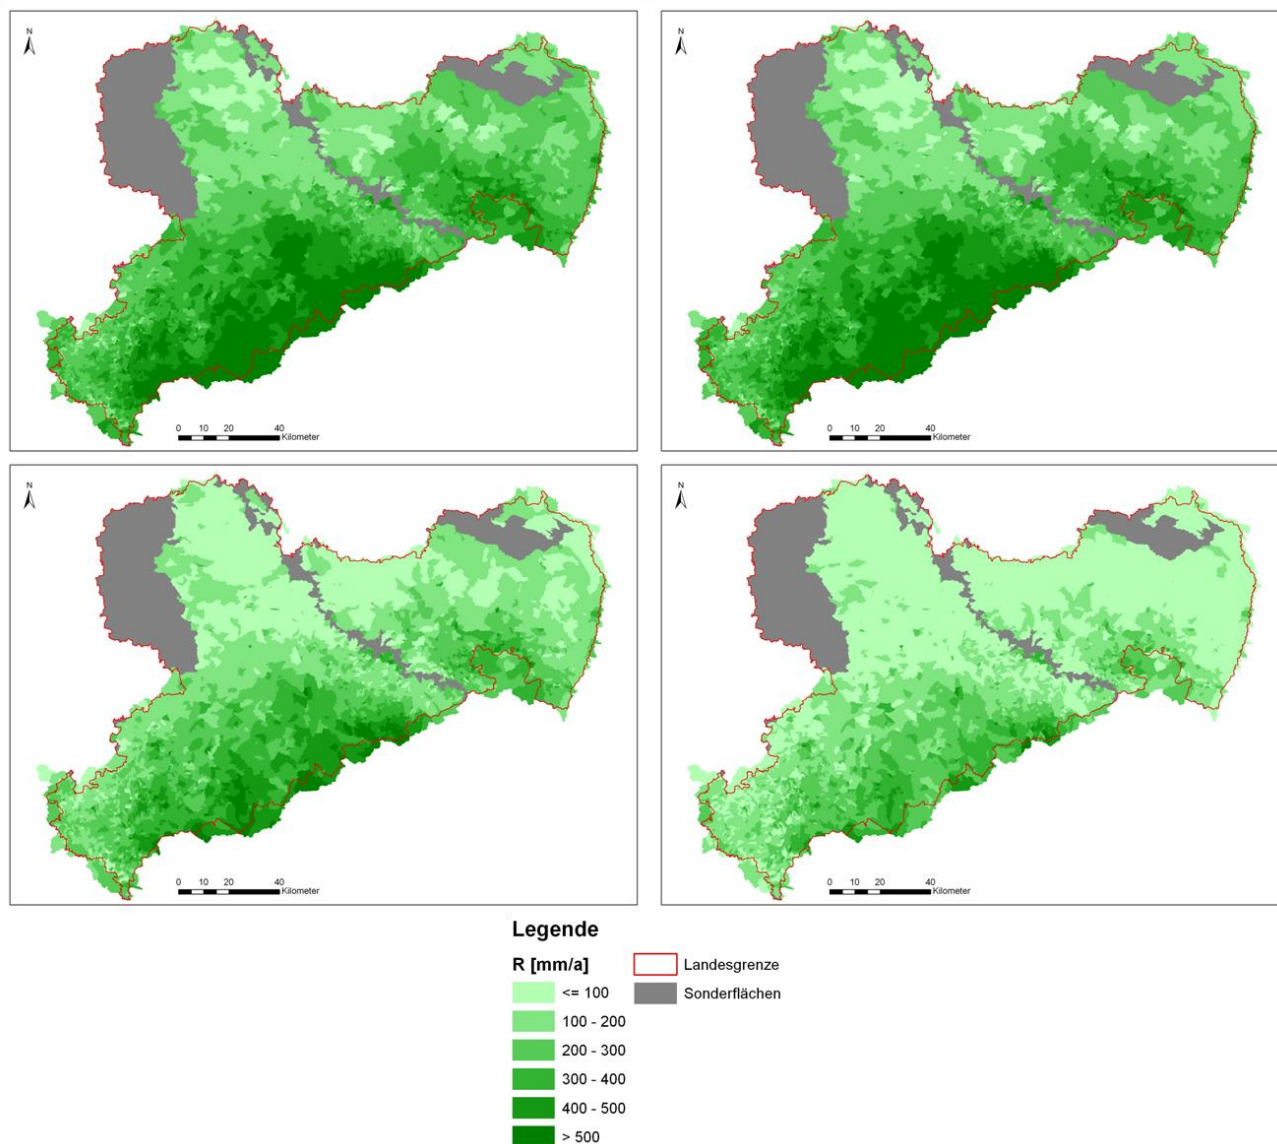 N
0 10 20 40
Kilometer
N
0 10 20 40
Kilometer
N
0 10 20 40
Kilometer
N
0 10 20 40
Kilometer
Legende
R [mm/a]
<= 100
100 - 200
200 - 300
300 - 400
400 - 500
> 500
Landesgrenze
Sonderflächen